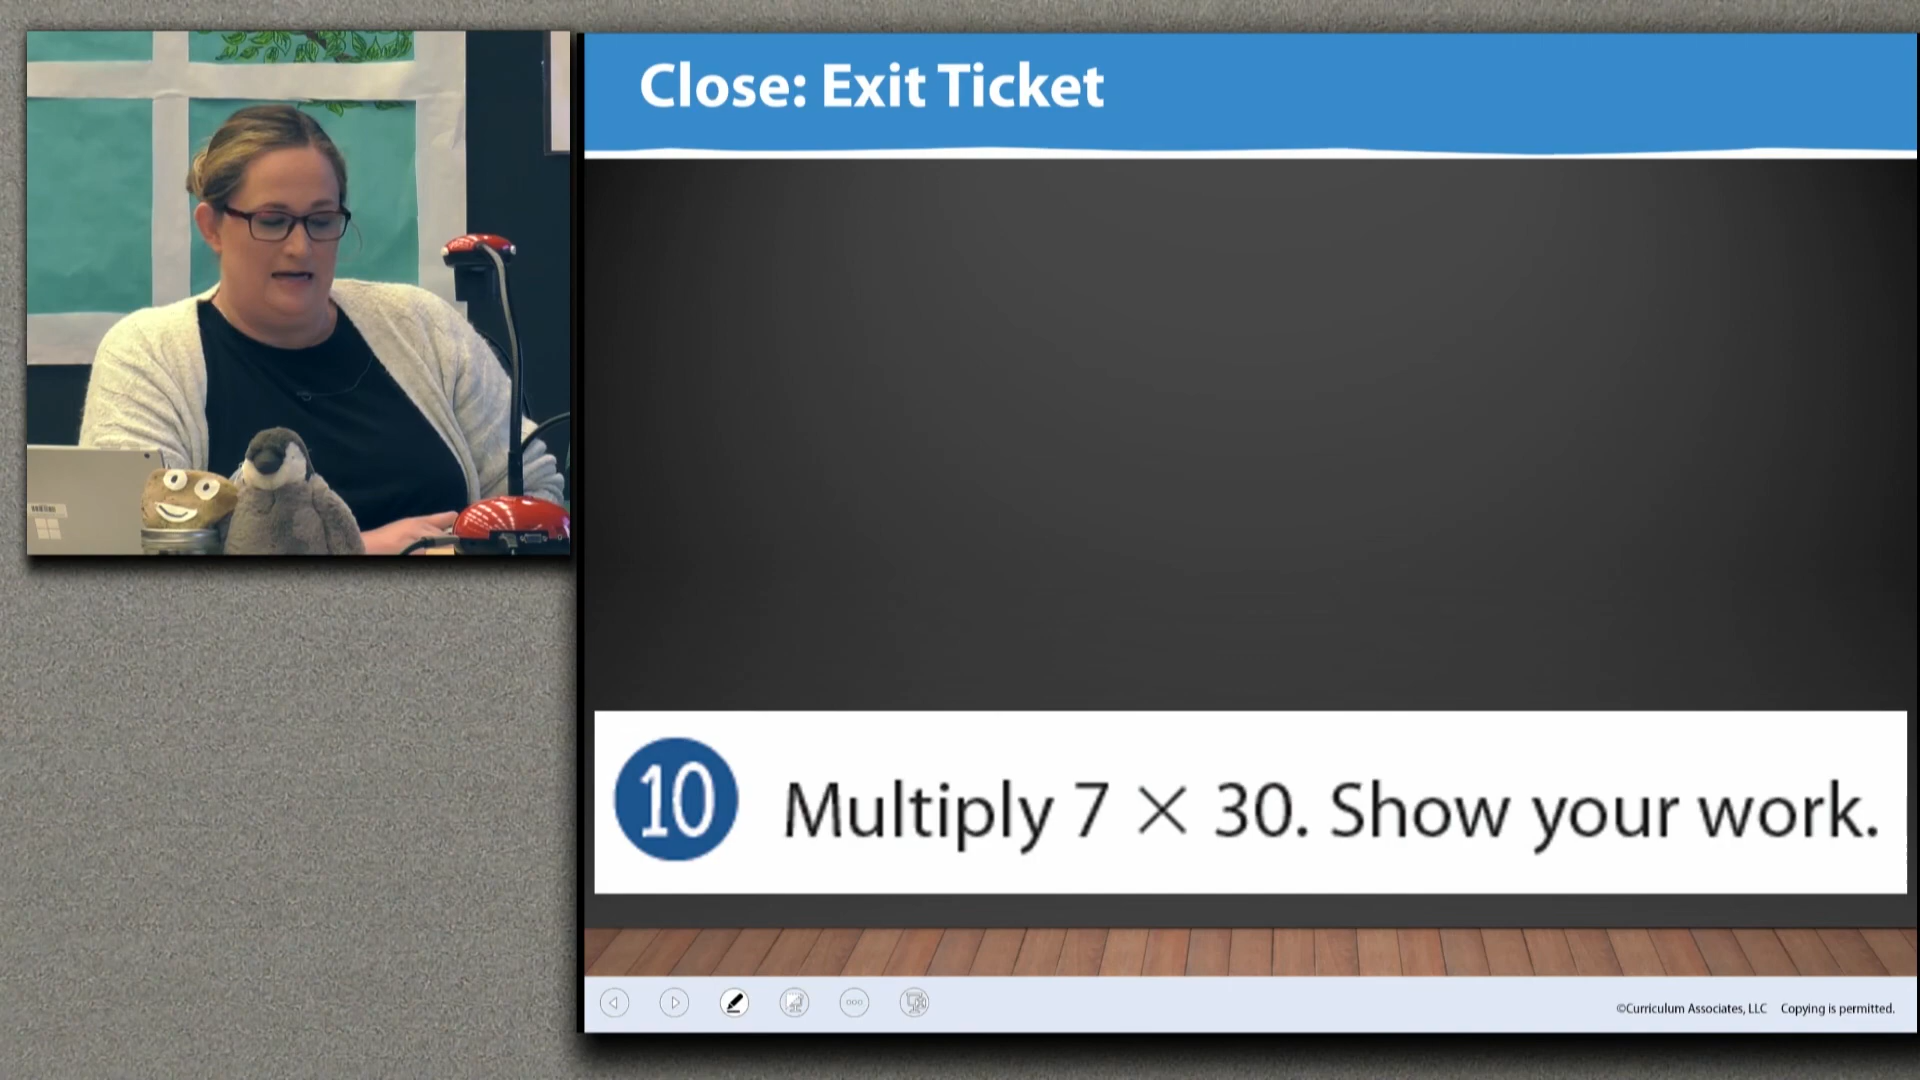 Close: Exit Ticket
10 Multiply 7 × 30. Show your work.
©Curriculum Associates, LLC Copying is permitted.